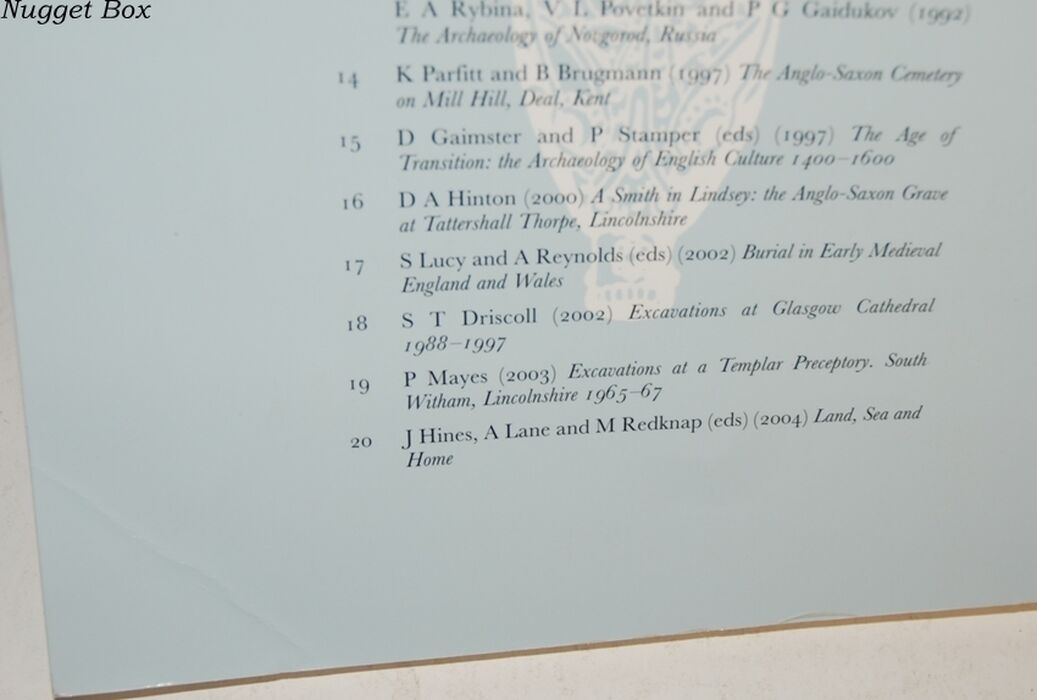 Nugget Box
E A Rybina, V L Povetkin and P G Gaidukov (1992)
The Archaeology of Novgorod, Russia
14 K Parfitt and B Brugmann (1997) The Anglo-Saxon Cemetery
on Mill Hill, Deal, Kent
15 D Gaimster and P Stamper (eds) (1997) The Age of
Transition: the Archaeology of English Culture 1400–1600
16 D A Hinton (2000) A Smith in Lindsey: the Anglo-Saxon Grave
at Tattershall Thorpe, Lincolnshire
17 S Lucy and A Reynolds (eds) (2002) Burial in Early Medieval
England and Wales
18 S T Driscoll (2002) Excavations at Glasgow Cathedral
1988–1997
19 P Mayes (2003) Excavations at a Templar Preceptory. South
Witham, Lincolnshire 1965–67
20 J Hines, A Lane and M Redknap (eds) (2004) Land, Sea and
Home